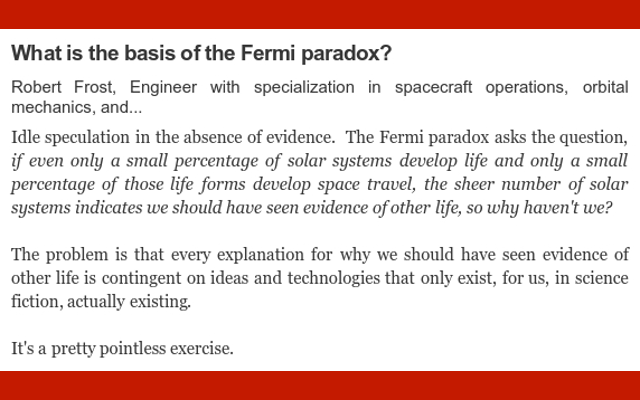 What is the basis of the Fermi paradox?
Robert Frost, Engineer with specialization in spacecraft operations, orbital
mechanics, and...
Idle speculation in the absence of evidence.  The Fermi paradox asks the question,
if even only a small percentage of solar systems develop life and only a small
percentage of those life forms develop space travel, the sheer number of solar
systems indicates we should have seen evidence of other life, so why haven't we?
The problem is that every explanation for why we should have seen evidence of
other life is contingent on ideas and technologies that only exist, for us, in science
fiction, actually existing.
It's a pretty pointless exercise.